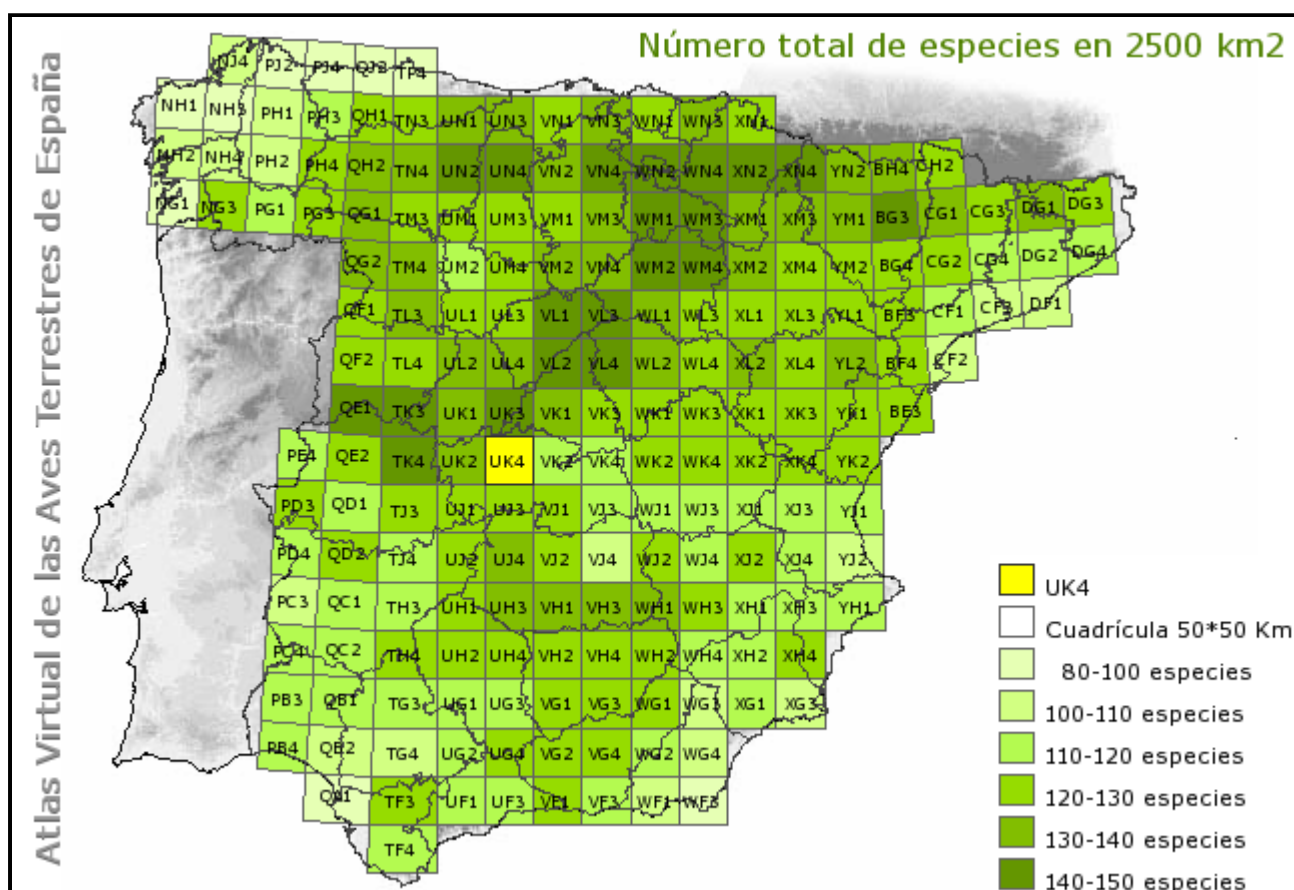 Atlas Virtual de las Aves Terrestres de España
Número total de especies en 2500 km2
NJ4 PJ2 PJ4 QJ2 TP4
NH1 NH3 PH1 PH3 QH1 TN3 UN1 UN3 VN1 VN3 WN1 WN3 XN1
NH2 NH4 PH2 PH4 QH2 TN4 UN2 UN4 VN2 VN4 WN2 WN4 XN2 XN4 YN2 BH4 CH2
NG1 NG3 PG1 PG3 QG1 TM3 UM1 UM3 VM1 VM3 WM1 WM3 XM1 XM3 YM1 BG3 CG1 CG3 DG1 DG3
QG2 TM4 UM2 UM4 VM2 VN4 WM2 WM4 XM2 XM4 YM2 BG4 CG2 CG4 DG2 DG4
QF1 TL3 UL1 UL3 VL1 VL3 WL1 WL3 XL1 XL3 YL1 BF3 CF1 CF3 DF1
QF2 TL4 UL2 UL4 VL2 VL4 WL2 WL4 XL2 XL4 YL2 BF4 CF2
QE1 TK3 UK1 UK3 VK1 VK3 WK1 WK3 XK1 XK3 YK1 BE3
PE4 QE2 TK4 UK2 UK4 VK2 VK4 WK2 WK4 XK2 XK4 YK2
PD3 QD1 TJ3 UJ1 UJ3 VJ1 VJ3 WJ1 WJ3 XJ1 XJ3 YJ1
PD4 QD2 TJ4 UJ2 UJ4 VJ2 VJ4 WJ2 WJ4 XJ2 XJ4 YJ2
PC3 QC1 TH3 UH1 UH3 VH1 VH3 WH1 WH3 XH1 XH3 YH1
PC4 QC2 TH4 UH2 UH4 VH2 VH4 WH2 WH4 XH2 XH4
PB3 QB1 TG3 UG1 UG3 VG1 VG3 WG1 WG3 XG1 XG3
PB4 QB2 TG4 UG2 UG4 VG2 VG4 WG2 WG4
TF3 UF1 UF3 VF1 VF3 WF1 WF3
TF4
UK4
Cuadrícula 50*50 Km
80-100 especies
100-110 especies
110-120 especies
120-130 especies
130-140 especies
140-150 especies